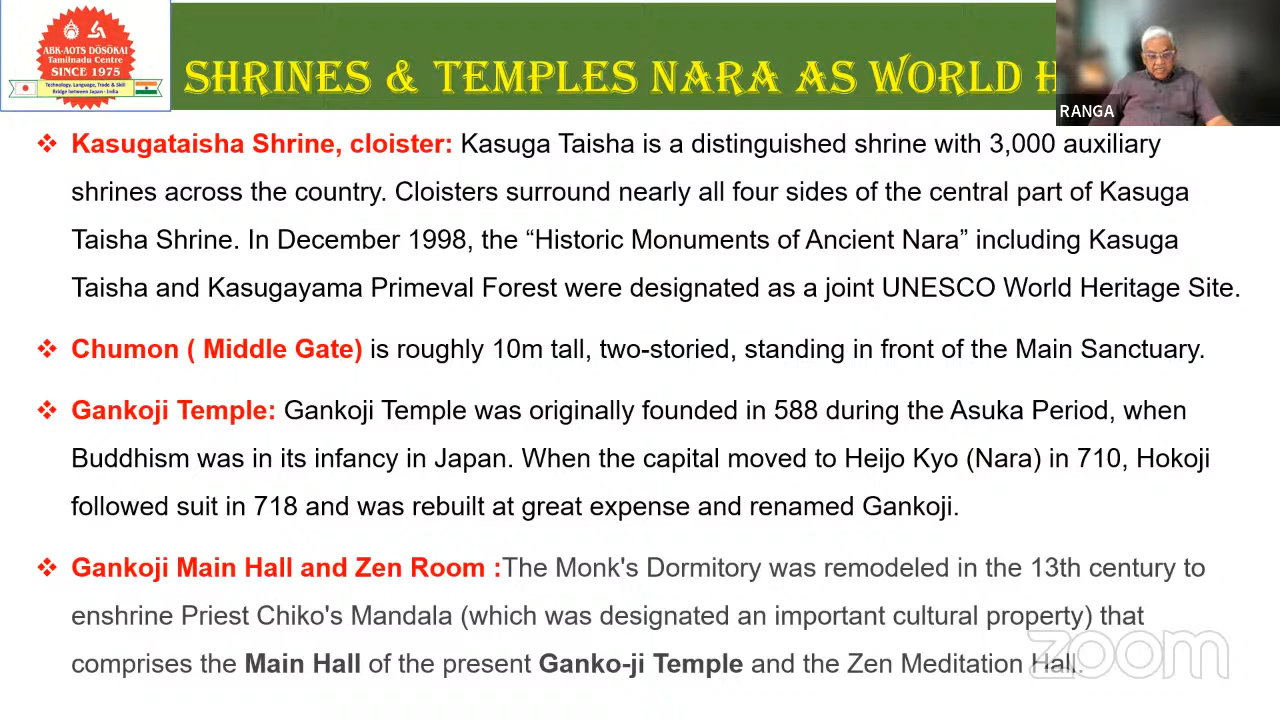 ABK-AOTS DŌSŌKAI
Tamilnadu Centre
SINCE 1975
Technology, Language, Trade & Skill
Bridge between Japan - India
SHRINES & TEMPLES NARA AS WORLD H
RANGA
Kasugataisha Shrine, cloister: Kasuga Taisha is a distinguished shrine with 3,000 auxiliary
shrines across the country. Cloisters surround nearly all four sides of the central part of Kasuga
Taisha Shrine. In December 1998, the “Historic Monuments of Ancient Nara” including Kasuga
Taisha and Kasugayama Primeval Forest were designated as a joint UNESCO World Heritage Site.
Chumon ( Middle Gate) is roughly 10m tall, two-storied, standing in front of the Main Sanctuary.
Gankoji Temple: Gankoji Temple was originally founded in 588 during the Asuka Period, when
Buddhism was in its infancy in Japan. When the capital moved to Heijo Kyo (Nara) in 710, Hokoji
followed suit in 718 and was rebuilt at great expense and renamed Gankoji.
Gankoji Main Hall and Zen Room :The Monk's Dormitory was remodeled in the 13th century to
enshrine Priest Chiko's Mandala (which was designated an important cultural property) that
comprises the Main Hall of the present Ganko-ji Temple and the Zen Meditation Hall.
zoom